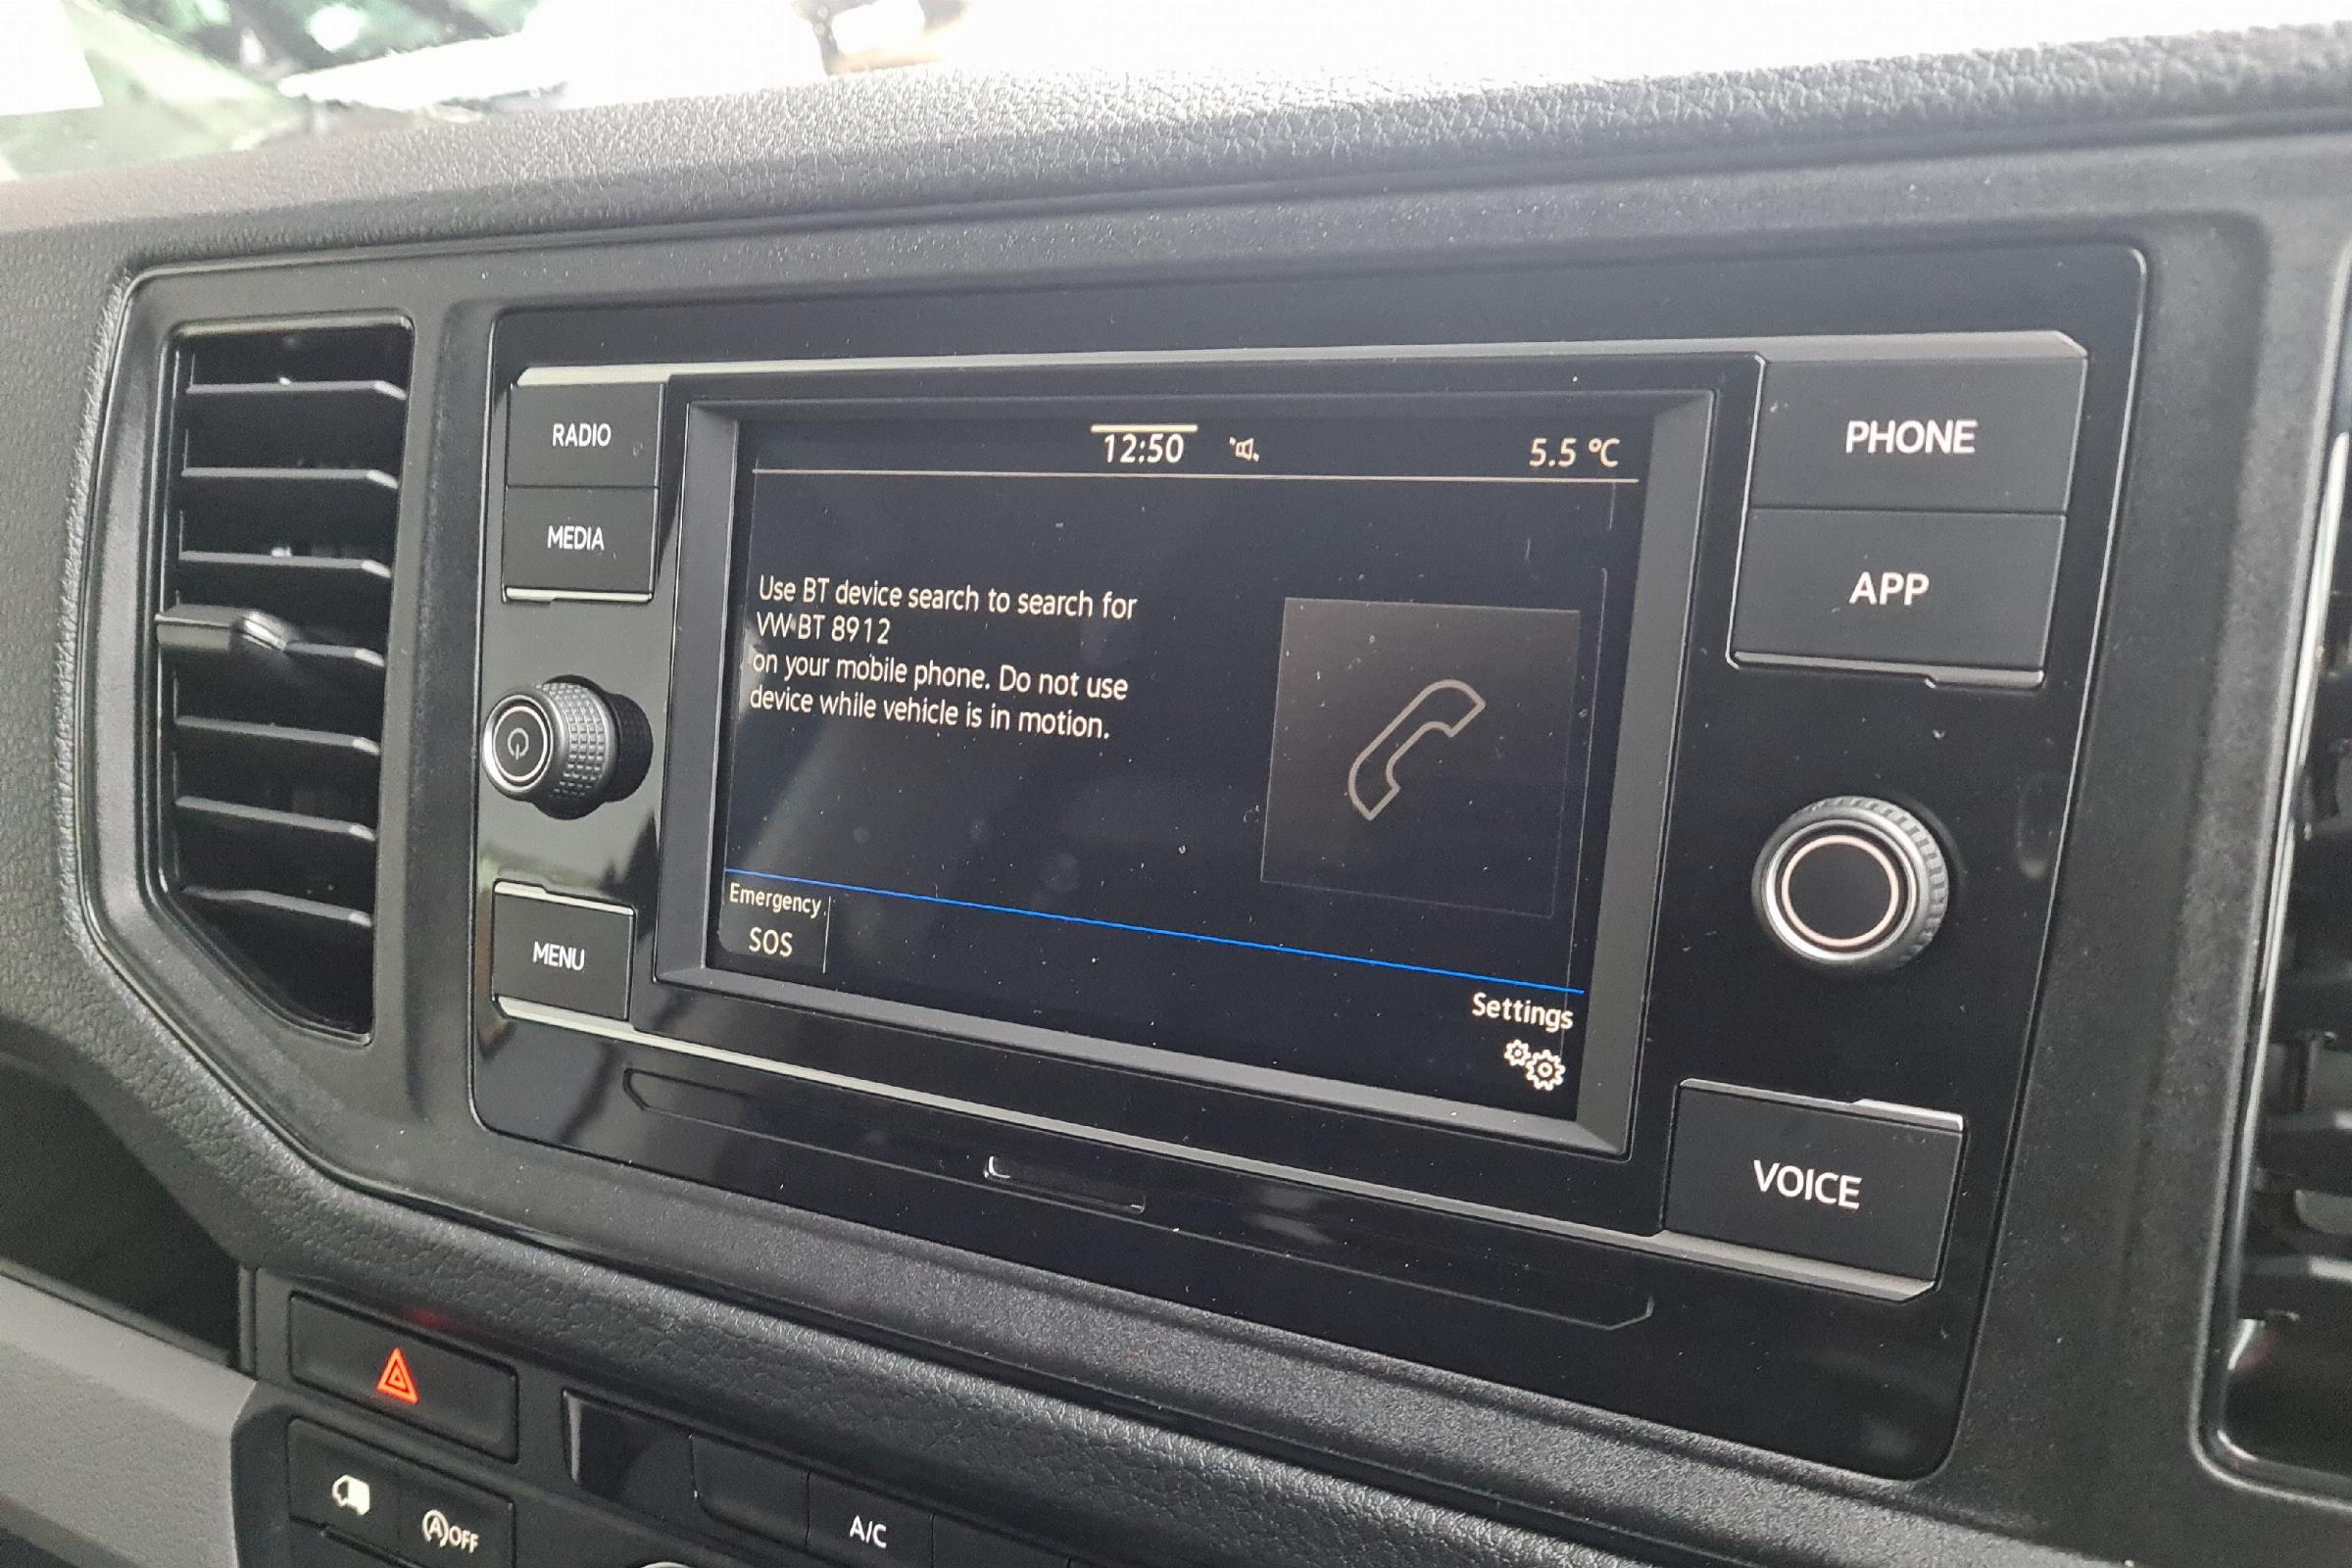 RADIO
MEDIA
MENU
12:50
5.5 °C
Use BT device search to search for
VW BT 8912
on your mobile phone. Do not use
device while vehicle is in motion.
Emergency
SOS
Settings
PHONE
APP
VOICE
A OFF
A/C